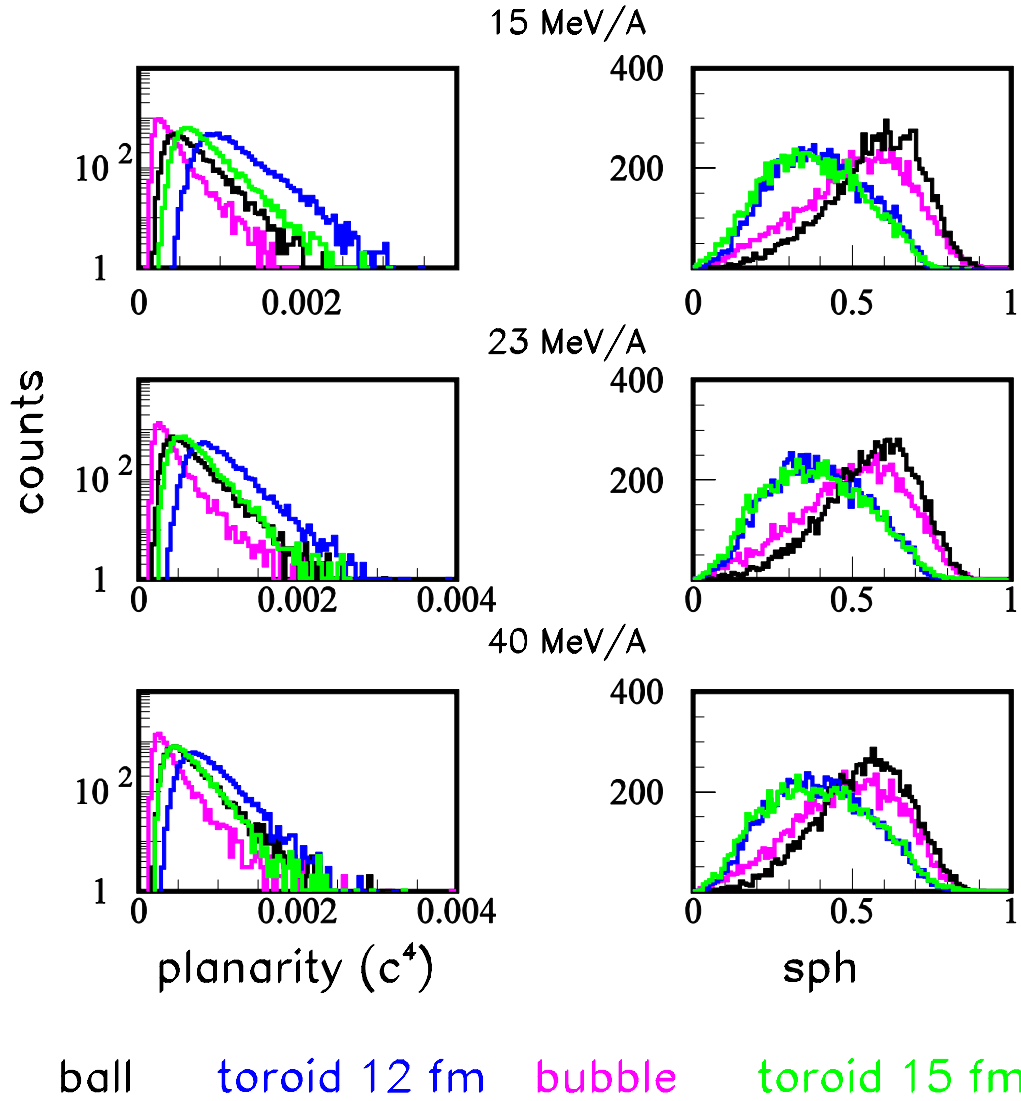 15 MeV/A
10 2
1
0 0.002
400
200
0 0.5 1
23 MeV/A
counts
10 2
1
0 0.002 0.004
400
200
0 0.5 1
40 MeV/A
10 2
1
0 0.002 0.004
400
200
0 0.5 1
planarity (c⁴) sph
ball toroid 12 fm bubble toroid 15 fm